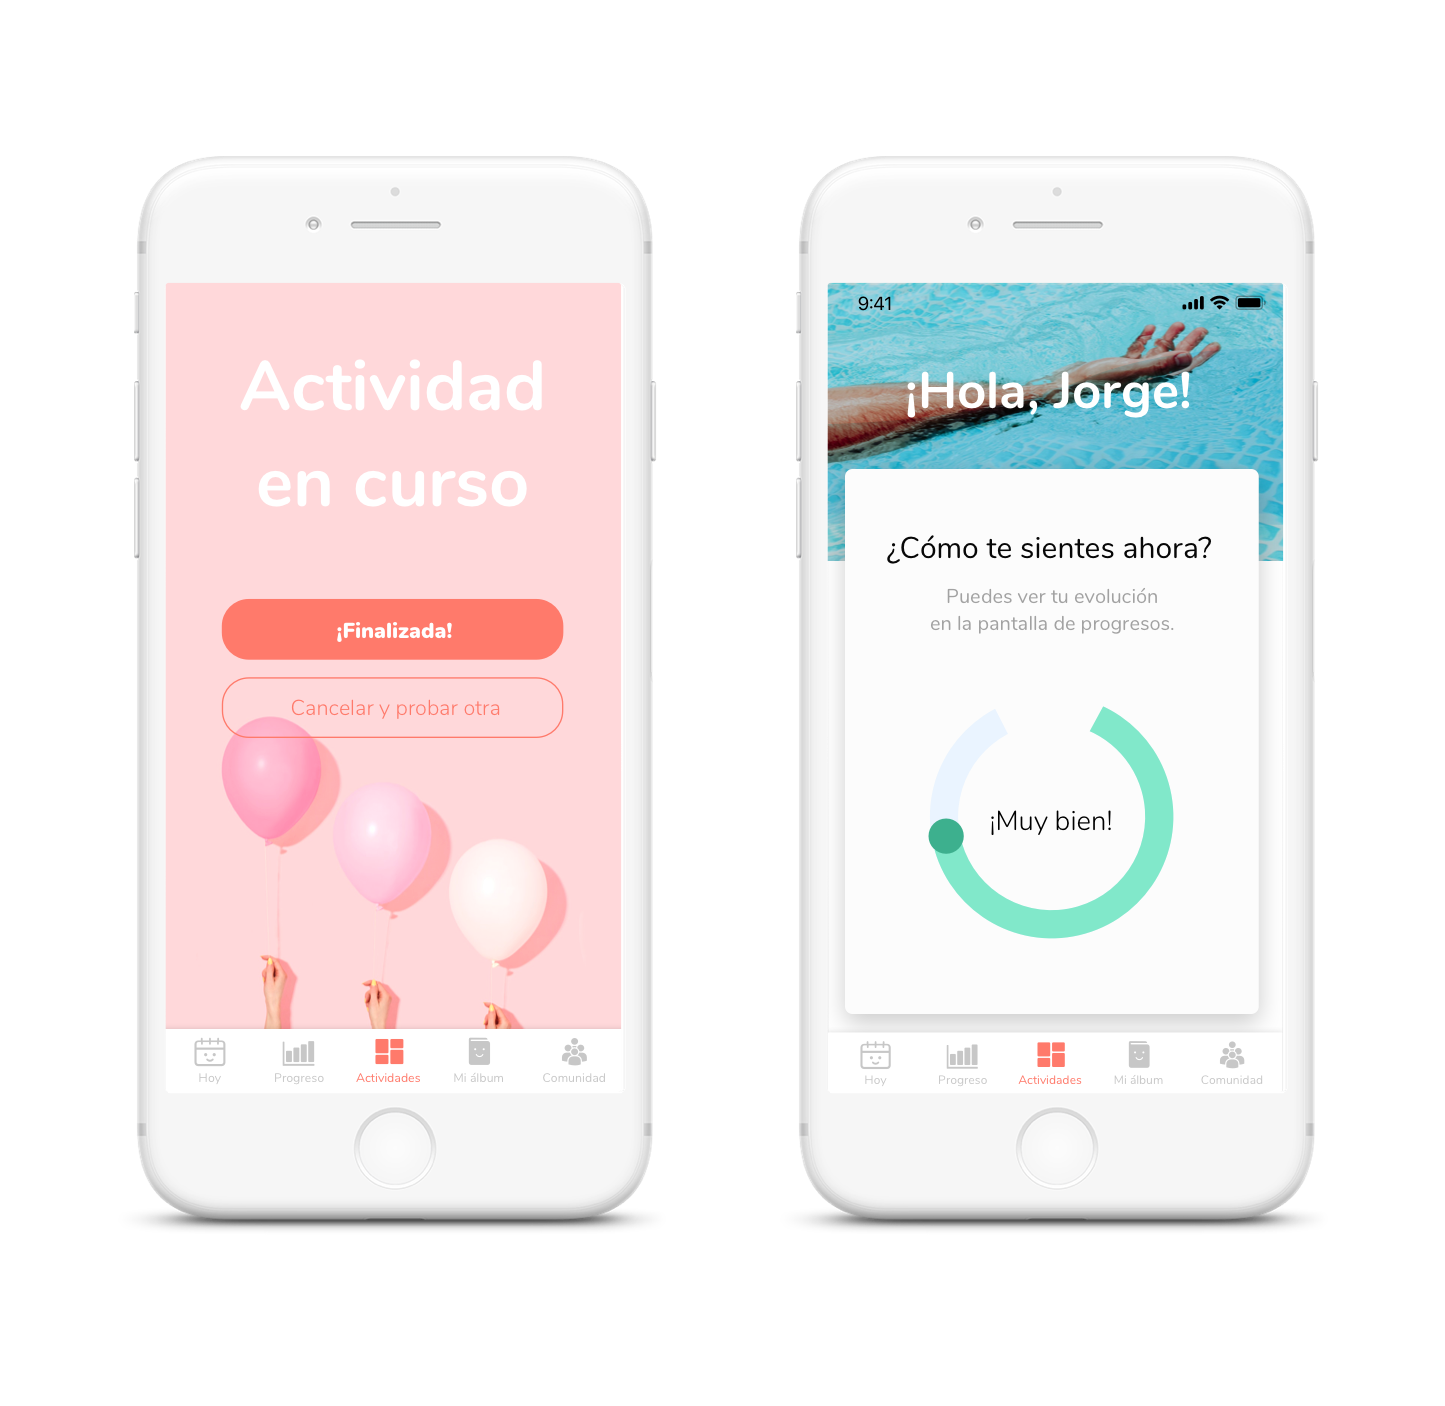 Actividad
en curso
¡Finalizada!
Cancelar y probar otra
Hoy
Progreso
Actividades
Mi álbum
Comunidad
9:41
¡Hola, Jorge!
¿Cómo te sientes ahora?
Puedes ver tu evolución
en la pantalla de progresos.
¡Muy bien!
Hoy
Progreso
Actividades
Mi álbum
Comunidad